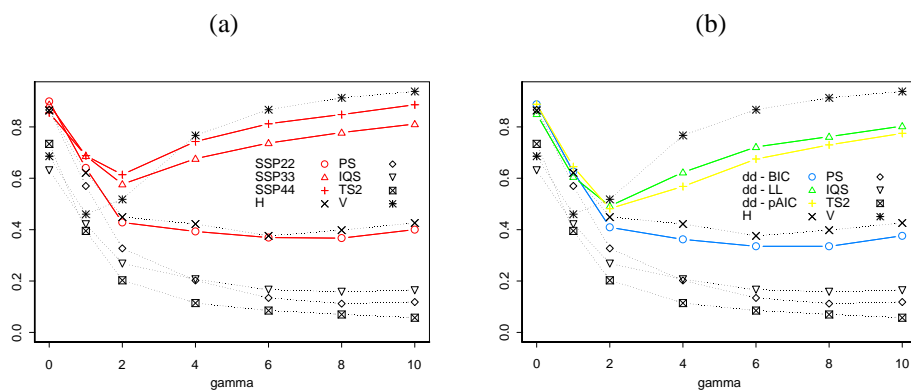 (a)
(b)
0.0
0.2
0.4
0.6
0.8
0 2 4 6 8 10
gamma
SSP22 PS
SSP33 IQS
SSP44 TS2
H V
0.0
0.2
0.4
0.6
0.8
0 2 4 6 8 10
gamma
dd - BIC PS
dd - LL IQS
dd - pAIC TS2
H V